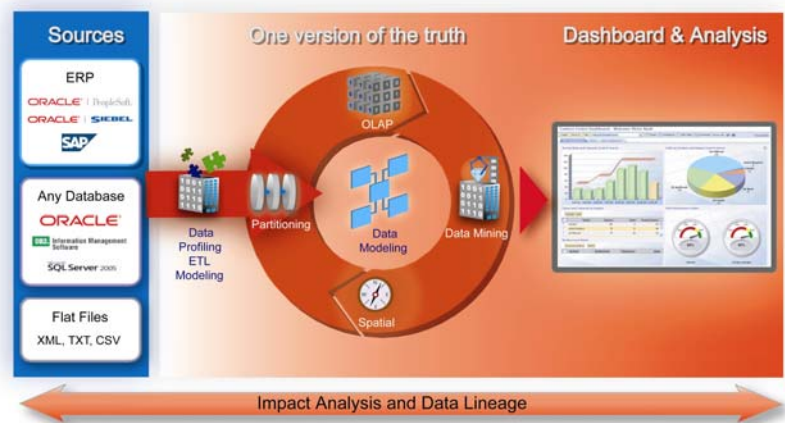 Sources
One version of the truth
Dashboard & Analysis
ERP
ORACLE | PeopleSoft
ORACLE | SIEBEL
SAP
Any Database
ORACLE
DB2. Information Management
Software
SQL Server 2005
Flat Files
XML, TXT, CSV
Data
Profiling
ETL
Modeling
Partitioning
OLAP
Data
Modeling
Data Mining
Spatial
Impact Analysis and Data Lineage